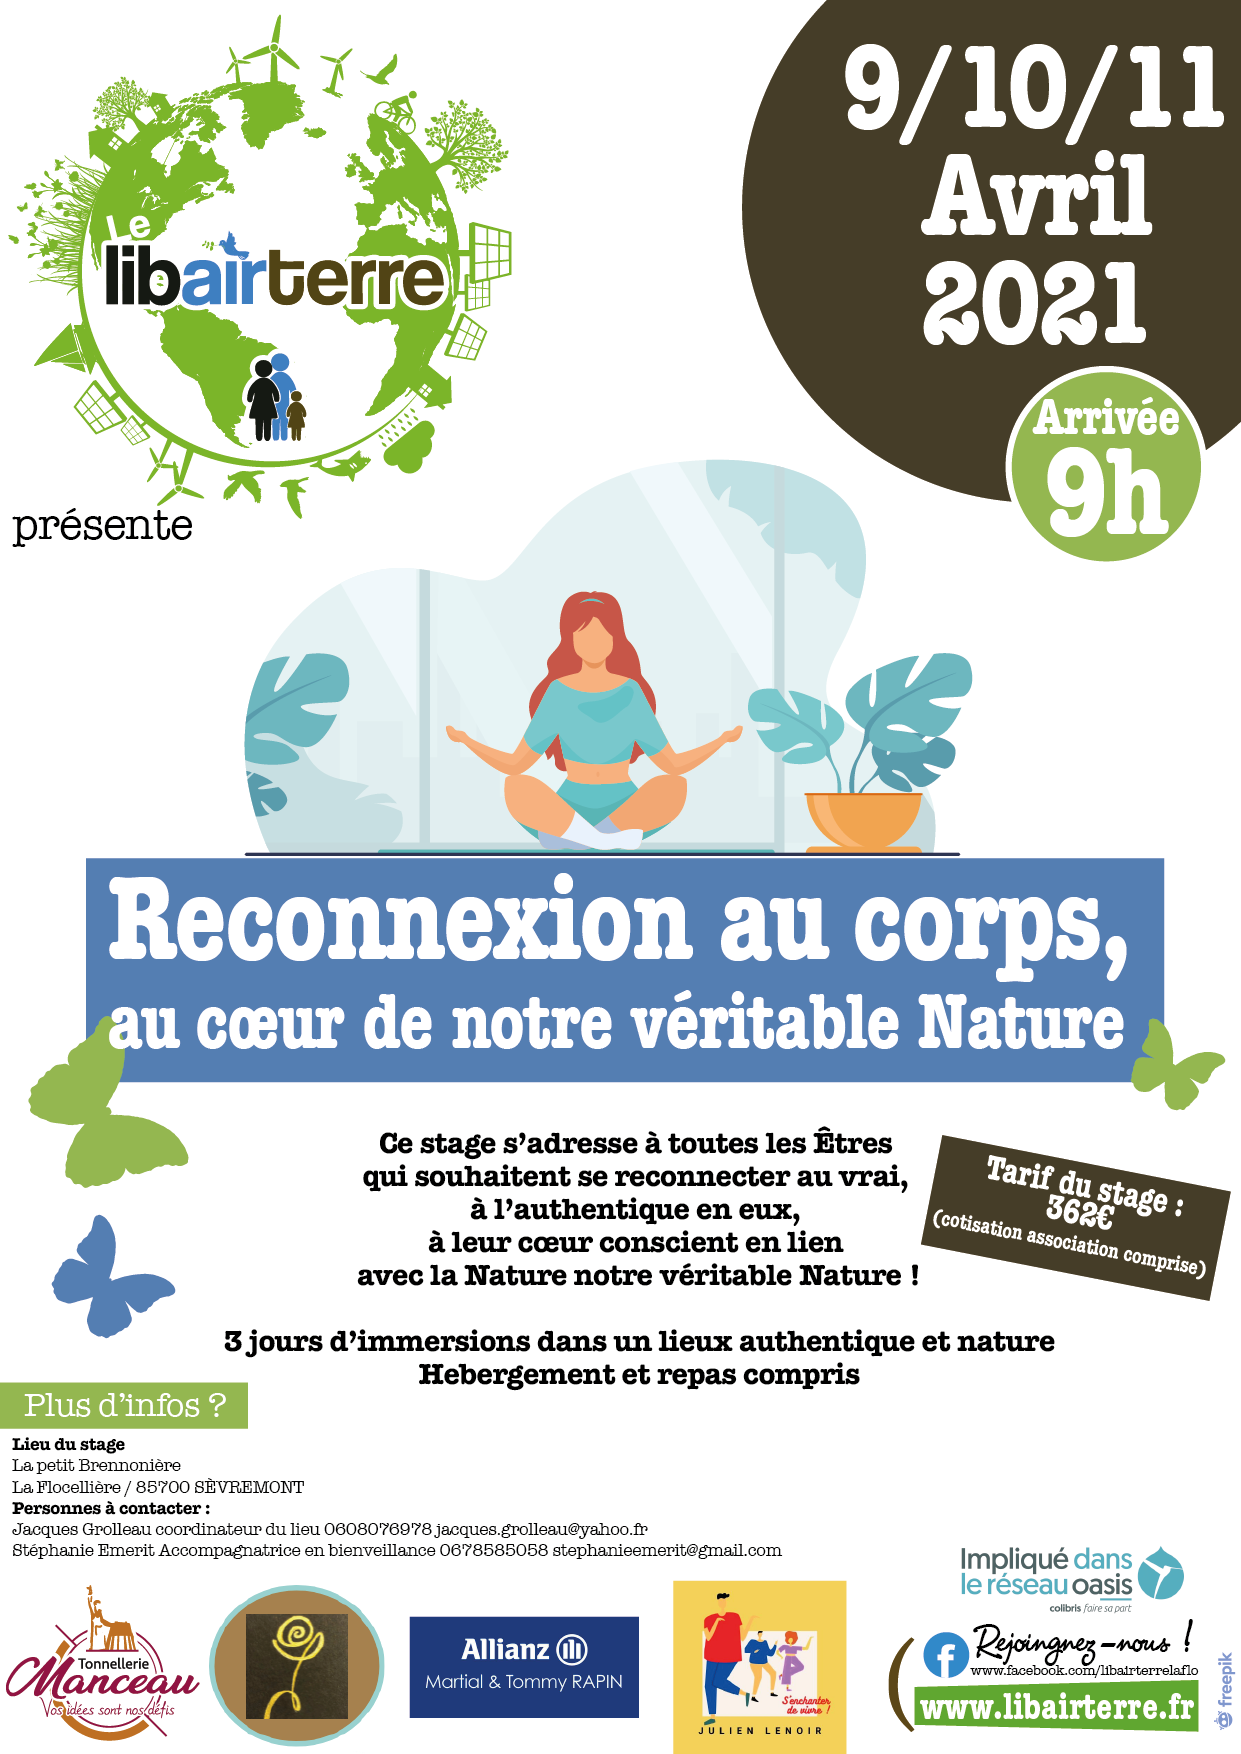 Le
libairterre
présente
9/10/11
Avril
2021
Arrivée
9h
Reconnexion au corps,
au cœur de notre véritable Nature
Ce stage s’adresse à toutes les Êtres
qui souhaitent se reconnecter au vrai,
à l’authentique en eux,
à leur cœur conscient en lien
avec la Nature notre véritable Nature !
Tarif du stage :
362€
(cotisation association comprise)
3 jours d’immersions dans un lieux authentique et nature
Hebergement et repas compris
Plus d’infos ?
Lieu du stage
La petit Brennonière
La Flocellière / 85700 SÈVREMONT
Personnes à contacter :
Jacques Grolleau coordinateur du lieu 0608076978 jacques.grolleau@yahoo.fr
Stéphanie Emerit Accompagnatrice en bienveillance 0678585058 stephanieemerit@gmail.com
Tonnellerie
Manceau
Vos idées sont nos défis
Allianz
Martial & Tommy RAPIN
S'enchanter
de vivre !
JULIEN LENOIR
Impliqué dans
le réseau oasis
colibris faire sa part
Rejoingnez-nous !
www.facebook.com/libairterrelaflo
www.libairterre.fr
freepik